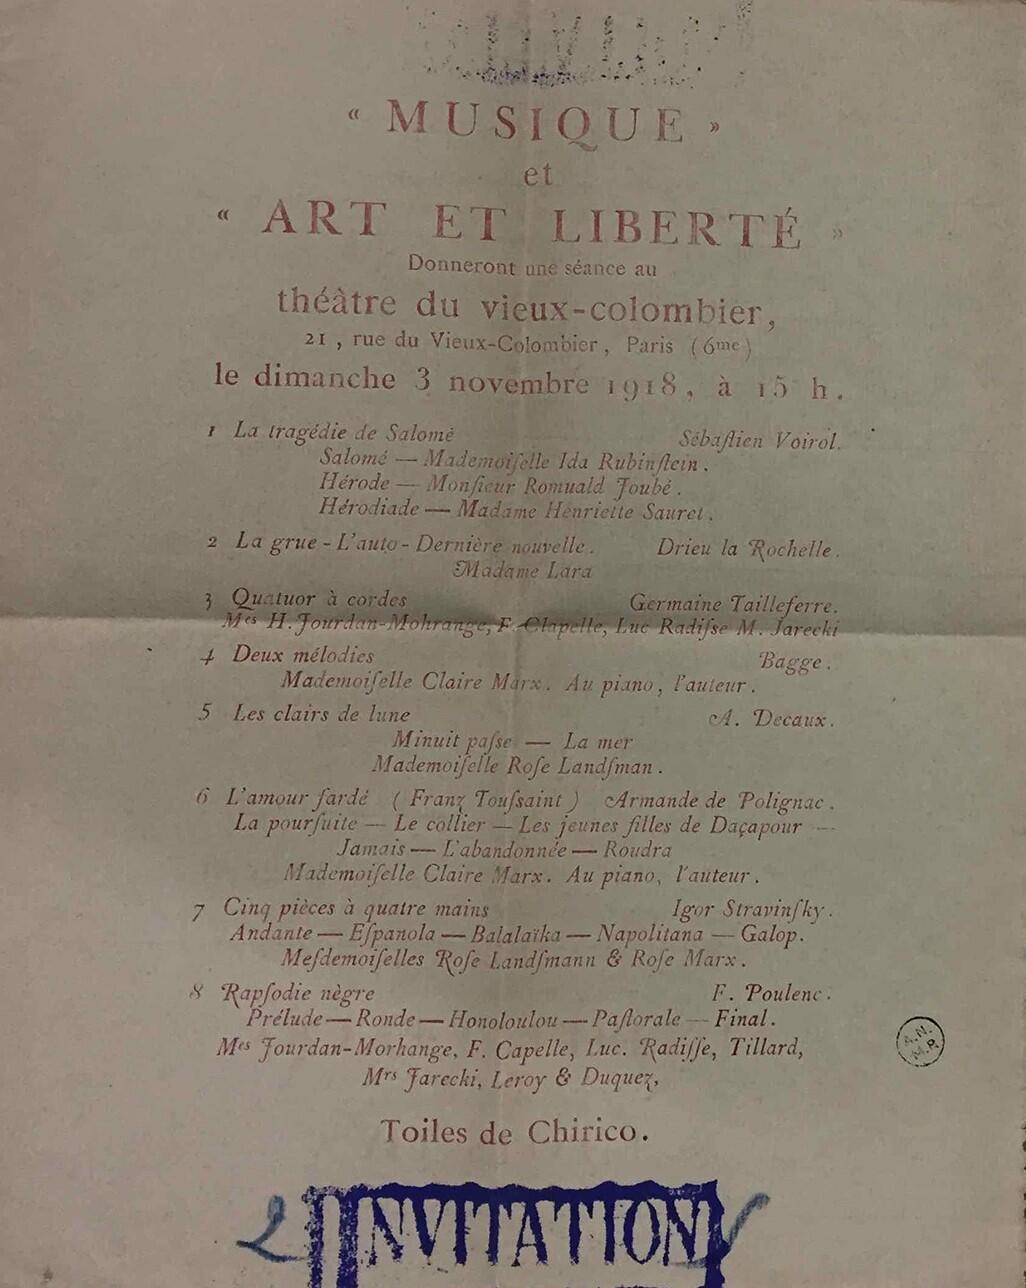 « MUSIQUE »
et
« ART ET LIBERTÉ »
Donneront une séance au
théâtre du vieux-colombier,
21, rue du Vieux-Colombier, Paris (6me)
le dimanche 3 novembre 1918, à 15 h.
1 La tragédie de Salomé Sébaſtien Voirol.
Salomé — Mademoiſelle Ida Rubinſtein.
Hérode — Monſieur Romuald Joubé.
Hérodiade — Madame Henriette Sauret.
2 La grue - L'auto - Dernière nouvelle. Drieu la Rochelle.
Madame Lara
3 Quatuor à cordes Germaine Tailleferre.
Mes H. Jourdan-Mohrange, F. Clapelle, Luc Radiſse M. Jarecki
4 Deux mélodies Bagge.
Mademoiſelle Claire Marx. Au piano, l'auteur.
5 Les clairs de lune A. Decaux.
Minuit paſse — La mer
Mademoiſelle Roſe Landſman.
6 L'amour fardé (Franz Touſsaint) Armande de Polignac.
La pourſuite — Le collier — Les jeunes filles de Daçapour —
Jamais — L'abandonnée — Roudra
Mademoiſelle Claire Marx. Au piano, l'auteur.
7 Cinq pièces à quatre mains Igor Stravinſky.
Andante — Eſpanola — Balalaïka — Napolitana — Galop.
Meſdemoiſelles Roſe Landſmann & Roſe Marx.
8 Rapſodie nègre F. Poulenc.
Prélude — Ronde — Honoloulou — Paſtorale — Final.
Mes Jourdan-Morhange, F. Capelle, Luc. Radiſſe, Tillard,
Mrs Jarecki, Leroy & Duquez,
A.N.
M.P.
Toiles de Chirico.
INVITATION